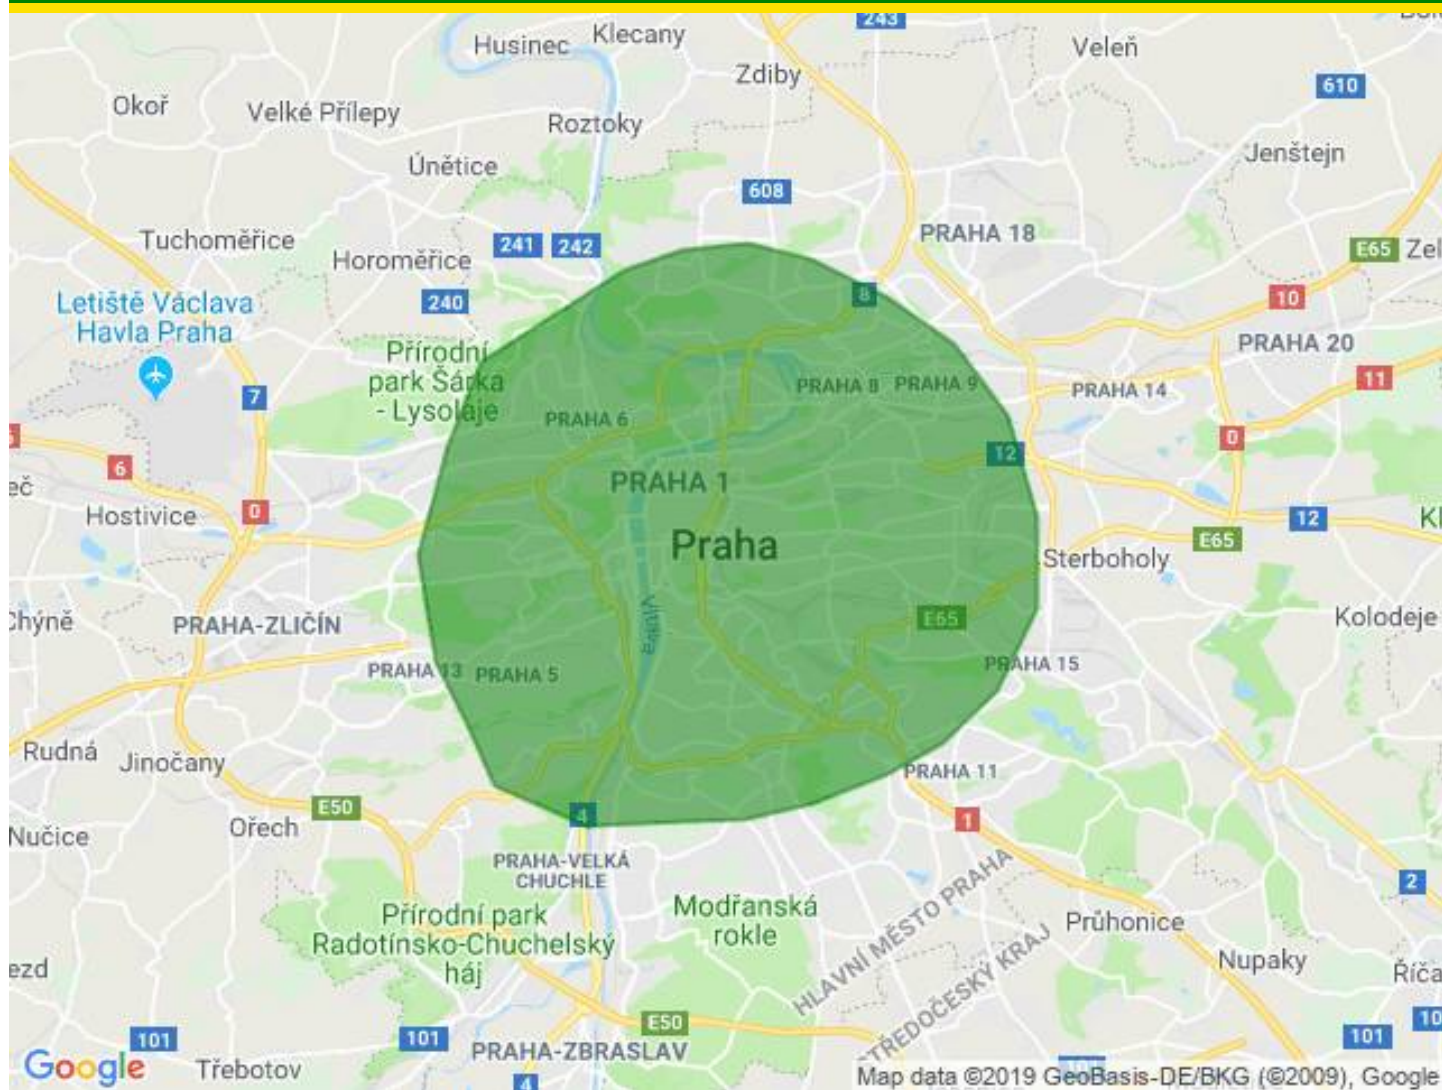 243
Husinec
Klecany
Zdiby
Veleň
610
Okoř
Velké Přílepy
Roztoky
Únětice
Jenštejn
608
Tuchoměřice
Horoměřice
241
242
PRAHA 18
E65
Letiště Václava
Havla Praha
240
8
10
Přírodní
park Šárka
- Lysolaje
PRAHA 20
7
PRAHA 6
PRAHA 8
PRAHA 9
PRAHA 14
11
6
PRAHA 1
12
0
Hostivice
0
Praha
12
E65
Sterboholy
Vltava
E65
Kolodeje
PRAHA-ZLIČÍN
PRAHA 13
PRAHA 5
PRAHA 15
Rudná
Jinočany
PRAHA 11
E50
Ořech
4
1
Nučice
PRAHA-VELKÁ
CHUCHLE
2
Přírodní park
Radotínsko-Chuchelský
háj
Modřanská
rokle
HLAVNÍ MĚSTO PRAHA
STŘEDOČESKÝ KRAJ
Průhonice
Nupaky
E50
101
101
PRAHA-ZBRASLAV
101
Google
Třebotov
4
Map data ©2019 GeoBasis-DE/BKG (©2009), Google